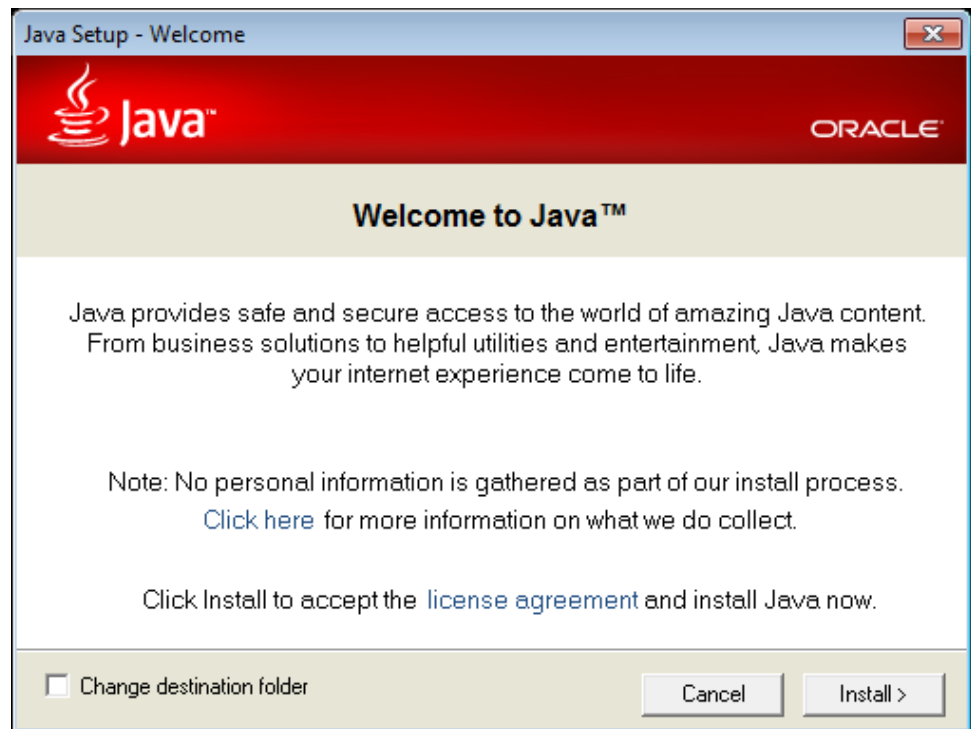 Java Setup - Welcome
Java™
ORACLE®
Welcome to Java™
Java provides safe and secure access to the world of amazing Java content.
From business solutions to helpful utilities and entertainment, Java makes
your internet experience come to life.
Note: No personal information is gathered as part of our install process.
Click here for more information on what we do collect.
Click Install to accept the license agreement and install Java now.
Change destination folder
Cancel
Install >